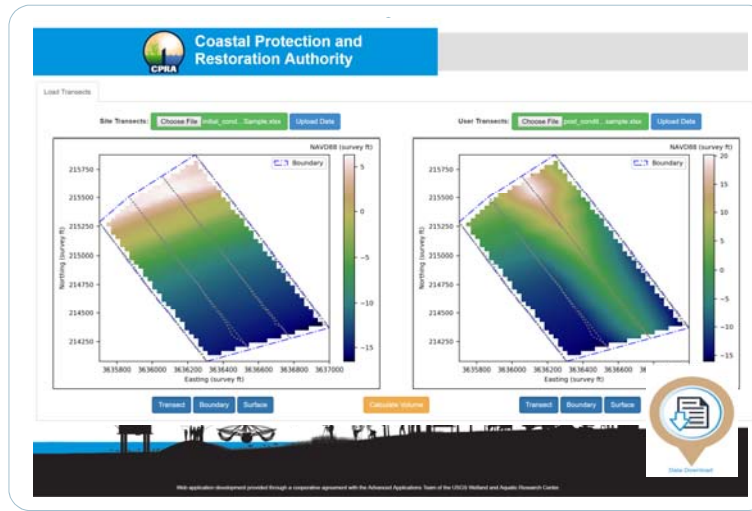 Coastal Protection and
Restoration Authority
CPRA
Load Transects
Site Transects: Choose File initial_cond...Sample.xlsx Upload Data
User Transects: Choose File post_condit...sample.xlsx Upload Data
NAVD88 (survey ft)
Boundary
215750
215500
215250
215000
214750
214500
214250
Northing (survey ft)
5
0
−5
−10
−15
3635800 3636000 3636200 3636400 3636600 3636800 3637000
Easting (survey ft)
NAVD88 (survey ft)
Boundary
215750
215500
215250
215000
214750
214500
214250
Northing (survey ft)
20
15
10
5
0
−5
−10
−15
3635800 3636000 3636200 3636400 3636600 3636800 3637000
Easting (survey ft)
Transect Boundary Surface
Calculate Volume
Transect Boundary Surface
Data Download
Web application development provided through a cooperative agreement with the Advanced Applications Team of the USGS Wetland and Aquatic Research Center.